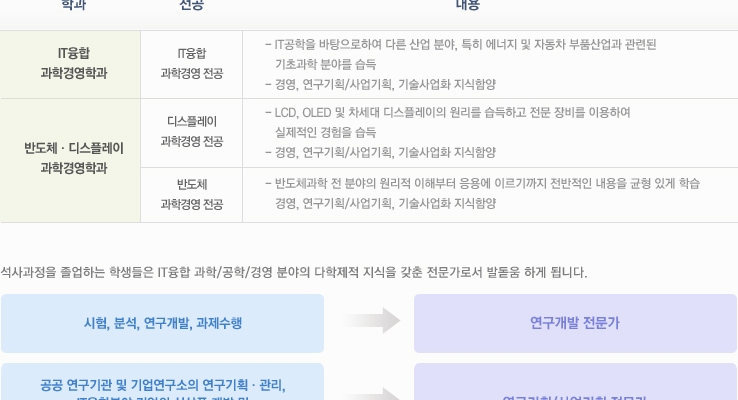 학과 전공 내용
IT융합
과학경영학과
IT융합
과학경영 전공
- IT공학을 바탕으로하여 다른 산업 분야, 특히 에너지 및 자동차 부품산업과 관련된
기초과학 분야를 습득
- 경영, 연구기획/사업기획, 기술사업화 지식함양
반도체 · 디스플레이
과학경영학과
디스플레이
과학경영 전공
- LCD, OLED 및 차세대 디스플레이의 원리를 습득하고 전문 장비를 이용하여
실제적인 경험을 습득
- 경영, 연구기획/사업기획, 기술사업화 지식함양
반도체
과학경영 전공
- 반도체과학 전 분야의 원리적 이해부터 응용에 이르기까지 전반적인 내용을 균형 있게 학습
경영, 연구기획/사업기획, 기술사업화 지식함양
석사과정을 졸업하는 학생들은 IT융합 과학/공학/경영 분야의 다학제적 지식을 갖춘 전문가로서 발돋움 하게 됩니다.
시험, 분석, 연구개발, 과제수행
연구개발 전문가
공공 연구기관 및 기업연구소의 연구기획 · 관리,